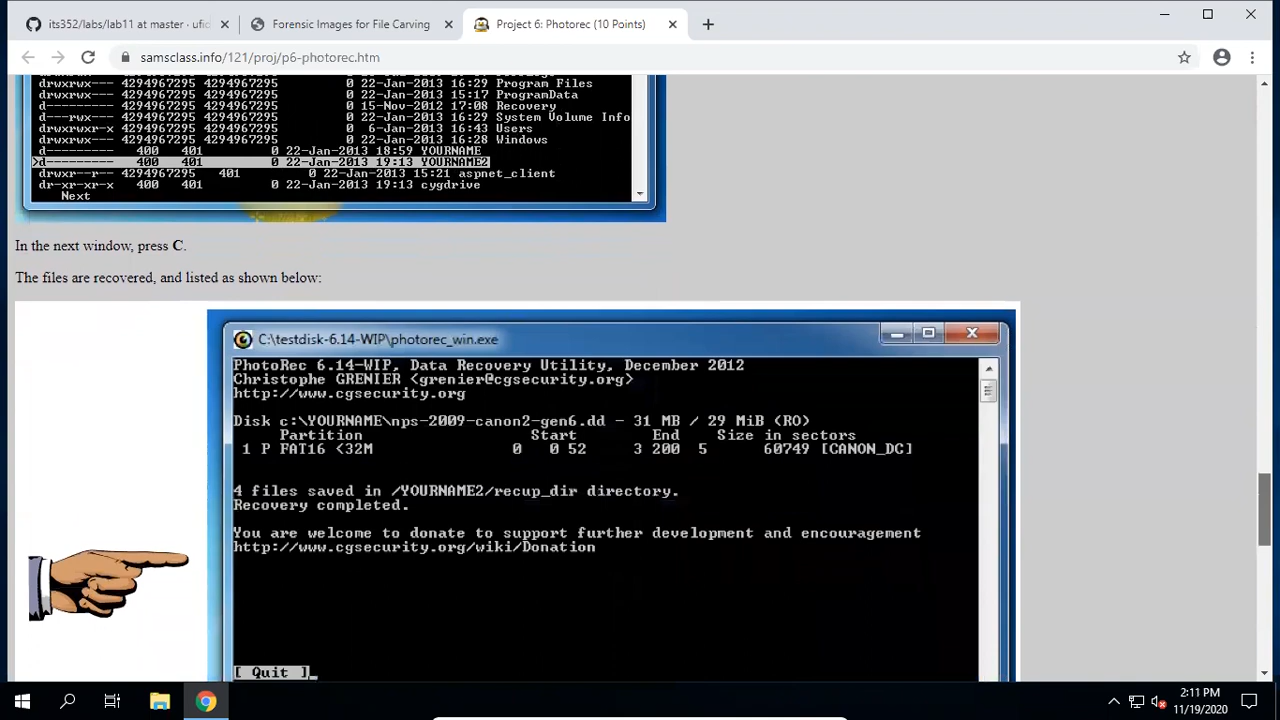 its352/labs/lab11 at master · ufid
Forensic Images for File Carving
Project 6: Photorec (10 Points)
samsclass.info/121/proj/p6-photorec.htm
drwxrwx--- 4294967295 4294967295 0 22-Jan-2013 16:29 Program Files
drwxrwx--- 4294967295 4294967295 0 22-Jan-2013 15:17 ProgramData
d--------- 4294967295 4294967295 0 15-Nov-2012 17:08 Recovery
d--------- 4294967295 4294967295 0 22-Jan-2013 16:29 System Volume Info
drwxrwxr-x 4294967295 4294967295 0 6-Jan-2013 16:43 Users
drwxrwx--- 4294967295 4294967295 0 22-Jan-2013 16:28 Windows
d--------- 400 401 0 22-Jan-2013 18:59 YOURNAME
>d--------- 400 401 0 22-Jan-2013 19:13 YOURNAME2
drwxr--r-- 4294967295 401 0 22-Jan-2013 15:21 aspnet_client
dr-xr-xr-x 400 401 0 22-Jan-2013 19:13 cygdrive
Next
In the next window, press C.
The files are recovered, and listed as shown below:
C:\testdisk-6.14-WIP\photorec_win.exe
PhotoRec 6.14-WIP, Data Recovery Utility, December 2012
Christophe GRENIER <grenier@cgsecurity.org>
http://www.cgsecurity.org
Disk c:\YOURNAME\nps-2009-canon2-gen6.dd - 31 MB / 29 MiB (RO)
Partition Start End Size in sectors
1 P FAT16 <32M 0 0 52 3 200 5 60749 [CANON_DC]
4 files saved in /YOURNAME2/recup_dir directory.
Recovery completed.
You are welcome to donate to support further development and encouragement
http://www.cgsecurity.org/wiki/Donation
[ Quit ]
2:11 PM
11/19/2020